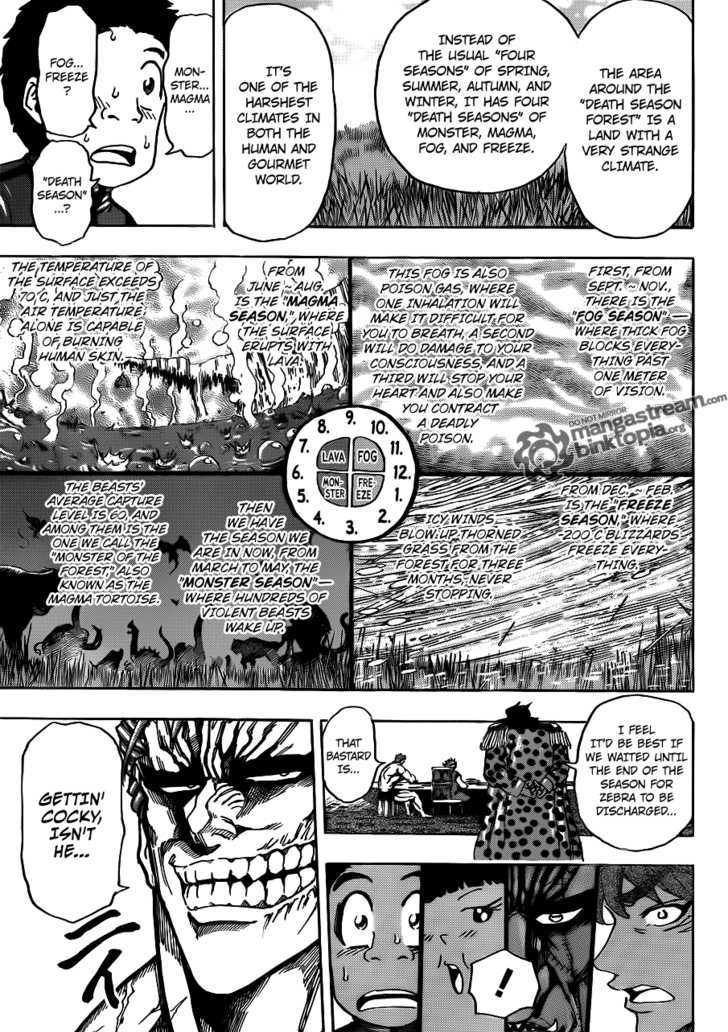 THE AREA
AROUND THE
"DEATH SEASON
FOREST" IS A
LAND WITH A
VERY STRANGE
CLIMATE.
INSTEAD OF
THE USUAL "FOUR
SEASONS" OF SPRING,
SUMMER, AUTUMN, AND
WINTER, IT HAS FOUR
"DEATH SEASONS" OF
MONSTER, MAGMA,
FOG, AND FREEZE.
IT'S
ONE OF THE
HARSHEST
CLIMATES IN
BOTH THE
HUMAN AND
GOURMET
WORLD.
MON-
STER...
MAGMA...
FOG...
FREEZE
?
"DEATH
SEASON"
...?
FIRST, FROM
SEPT. ~ NOV.,
THERE IS THE
"FOG SEASON"—
WHERE THICK FOG
BLOCKS EVERY-
THING PAST
ONE METER
OF VISION.
THIS FOG IS ALSO
POISON GAS, WHERE
ONE INHALATION WILL
MAKE IT DIFFICULT FOR
YOU TO BREATH, A SECOND
WILL DO DAMAGE TO YOUR
CONSCIOUSNESS, AND A
THIRD WILL STOP YOUR
HEART AND ALSO MAKE
YOU CONTRACT
A DEADLY
POISON.
FROM
JUNE ~ AUG.
IS THE "MAGMA
SEASON," WHERE
THE SURFACE
ERUPTS WITH
LAVA.
THE TEMPERATURE OF
THE SURFACE EXCEEDS
70°C, AND JUST THE
AIR TEMPERATURE
ALONE IS CAPABLE
OF BURNING
HUMAN SKIN.
DO NOT MIRROR
mangastream.com
binktopia.org
9.
8.
10.
7.
11.
LAVA
FOG
6.
12.
MON-
STER
FRE-
EZE
5.
1.
4.
2.
3.
FROM DEC. ~ FEB.
IS THE "FREEZE
SEASON," WHERE
-200°C BLIZZARDS
FREEZE EVERY-
THING.
ICY WINDS
BLOW UP THORNED
GRASS FROM THE
FOREST FOR THREE
MONTHS, NEVER
STOPPING.
THEN
WE HAVE
THE SEASON WE
ARE IN NOW, FROM
MARCH TO MAY THE
"MONSTER SEASON"—
WHERE HUNDREDS OF
VIOLENT BEASTS
WAKE UP.
THE BEASTS'
AVERAGE CAPTURE
LEVEL IS 60, AND
AMONG THEM IS THE
ONE WE CALL THE
"MONSTER OF THE
FOREST," ALSO
KNOWN AS THE
MAGMA TORTOISE.
I FEEL
IT'D BE BEST IF
WE WAITED UNTIL
THE END OF THE
SEASON FOR
ZEBRA TO BE
DISCHARGED...
THAT
BASTARD
IS...
!
GETTIN'
COCKY,
ISN'T
HE...
ニイ